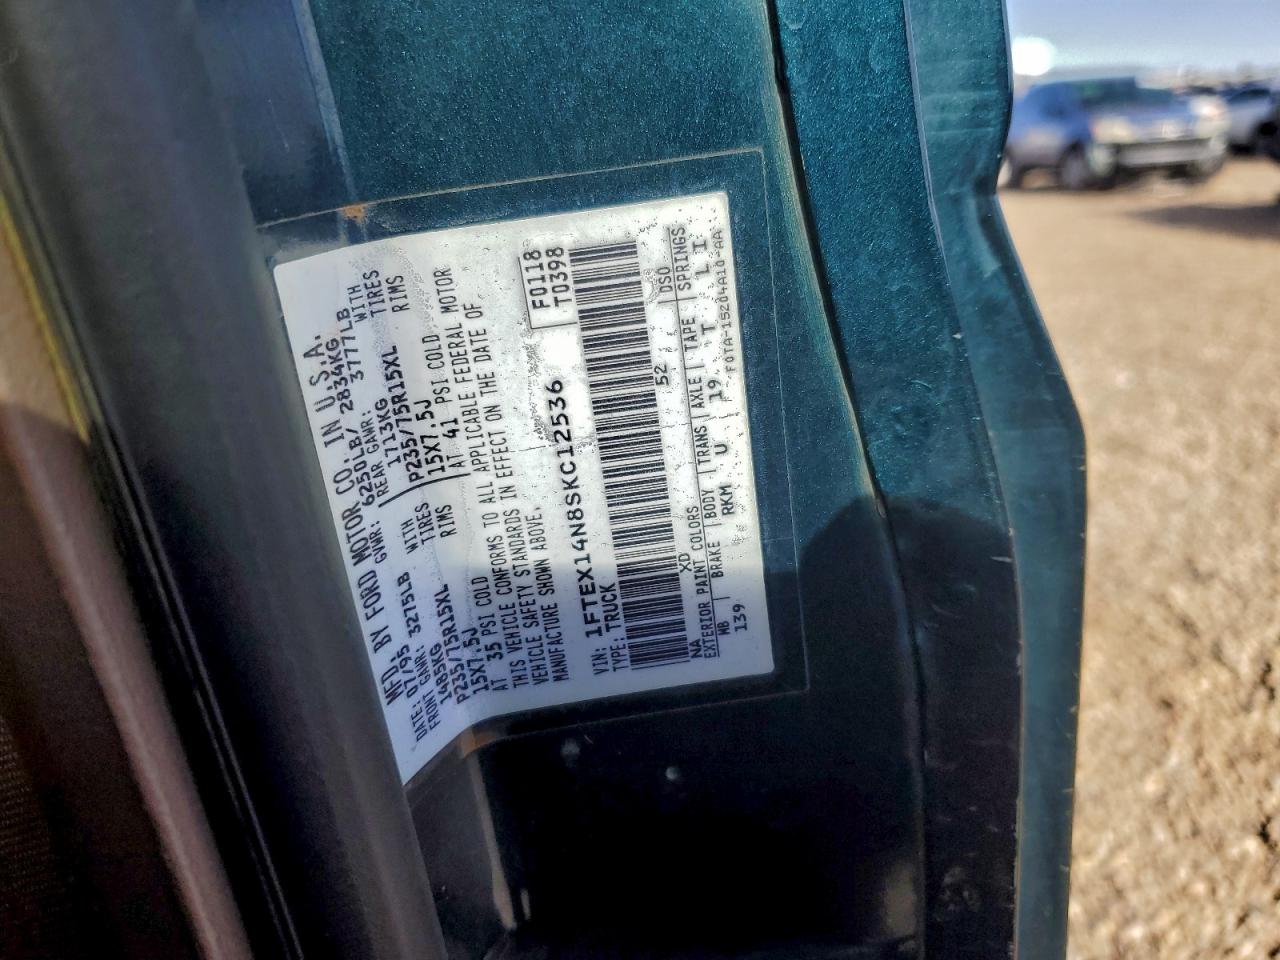 MFD. BY FORD MOTOR CO. IN U.S.A.
DATE: 07/95 GVWR: 6250LB/ 2834KG
FRONT GAWR: 3275LB REAR GAWR: 3777LB
1485KG WITH 1713KG WITH
P235/75R15XL TIRES P235/75R15XL TIRES
15X7.5J RIMS 15X7.5J RIMS
AT 35 PSI COLD AT 41 PSI COLD
THIS VEHICLE CONFORMS TO ALL APPLICABLE FEDERAL MOTOR
VEHICLE SAFETY STANDARDS IN EFFECT ON THE DATE OF
MANUFACTURE SHOWN ABOVE.
F0118
T0398
VIN: 1FTEX14N8SKC12536
TYPE: TRUCK
NA XD 52
EXTERIOR PAINT COLORS DSO
WB BRAKE BODY TRANS AXLE TAPE SPRINGS
139 RKM U 19 T L I
F0TA-15204A10-AA